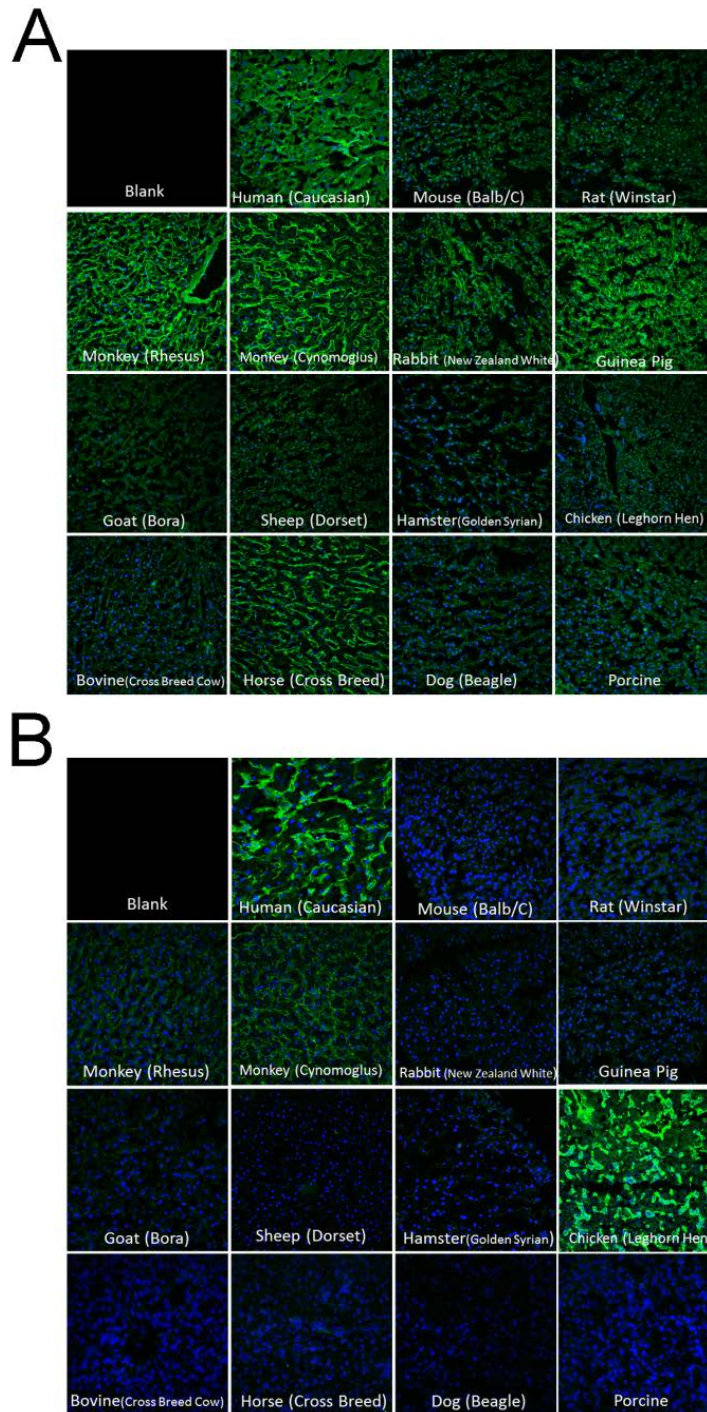 A
Blank
Human (Caucasian)
Mouse (Balb/C)
Rat (Winstar)
Monkey (Rhesus)
Monkey (Cynomoglus)
Rabbit (New Zealand White)
Guinea Pig
Goat (Bora)
Sheep (Dorset)
Hamster(Golden Syrian)
Chicken (Leghorn Hen)
Bovine(Cross Breed Cow)
Horse (Cross Breed)
Dog (Beagle)
Porcine
B
Blank
Human (Caucasian)
Mouse (Balb/C)
Rat (Winstar)
Monkey (Rhesus)
Monkey (Cynomoglus)
Rabbit (New Zealand White)
Guinea Pig
Goat (Bora)
Sheep (Dorset)
Hamster(Golden Syrian)
Chicken (Leghorn Hen
Bovine(Cross Breed Cow)
Horse (Cross Breed)
Dog (Beagle)
Porcine